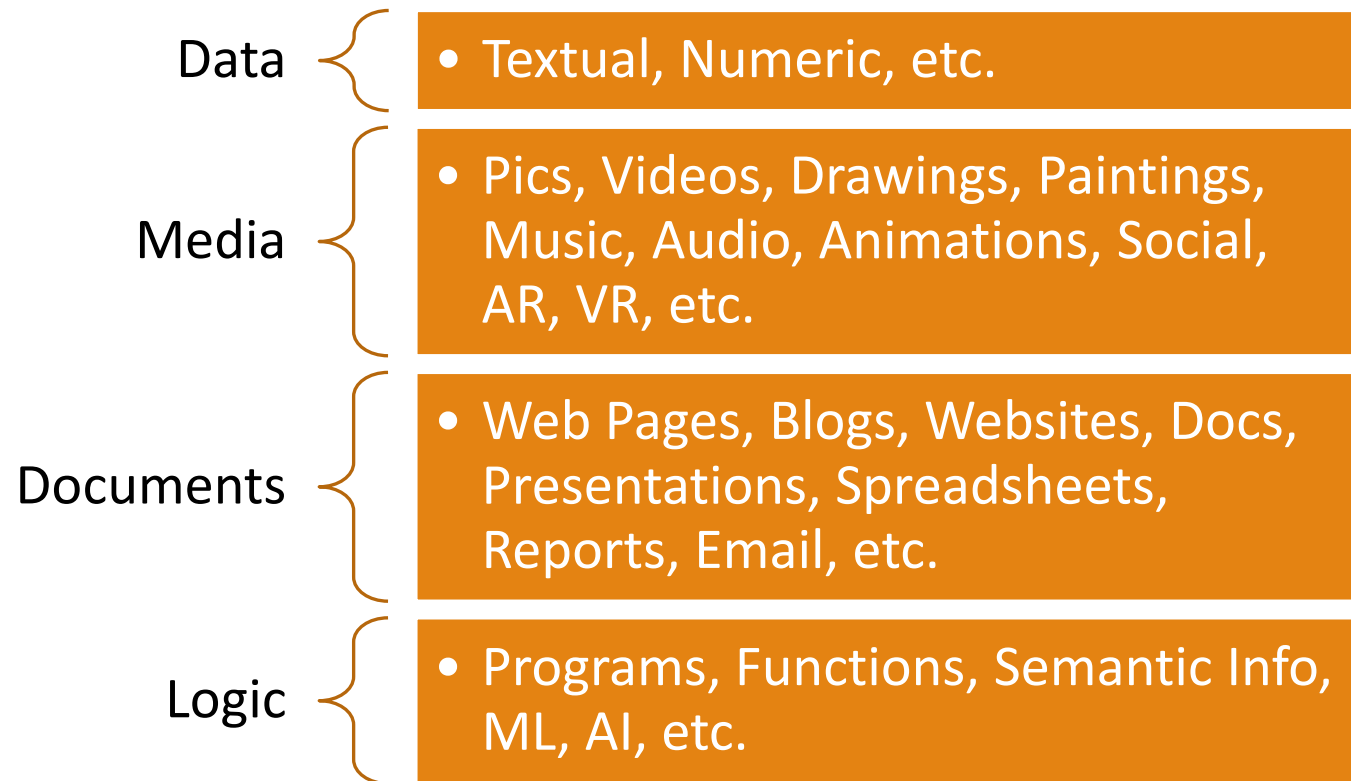 Data
• Textual, Numeric, etc.
Media
• Pics, Videos, Drawings, Paintings,
Music, Audio, Animations, Social,
AR, VR, etc.
Documents
• Web Pages, Blogs, Websites, Docs,
Presentations, Spreadsheets,
Reports, Email, etc.
Logic
• Programs, Functions, Semantic Info,
ML, AI, etc.